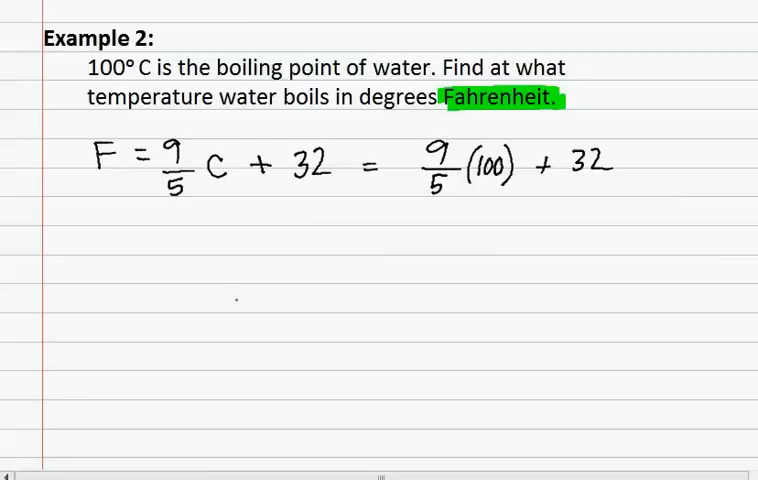 Example 2:
100° C is the boiling point of water. Find at what
temperature water boils in degrees Fahrenheit.
F = 9/5 C + 32 = 9/5 (100) + 32